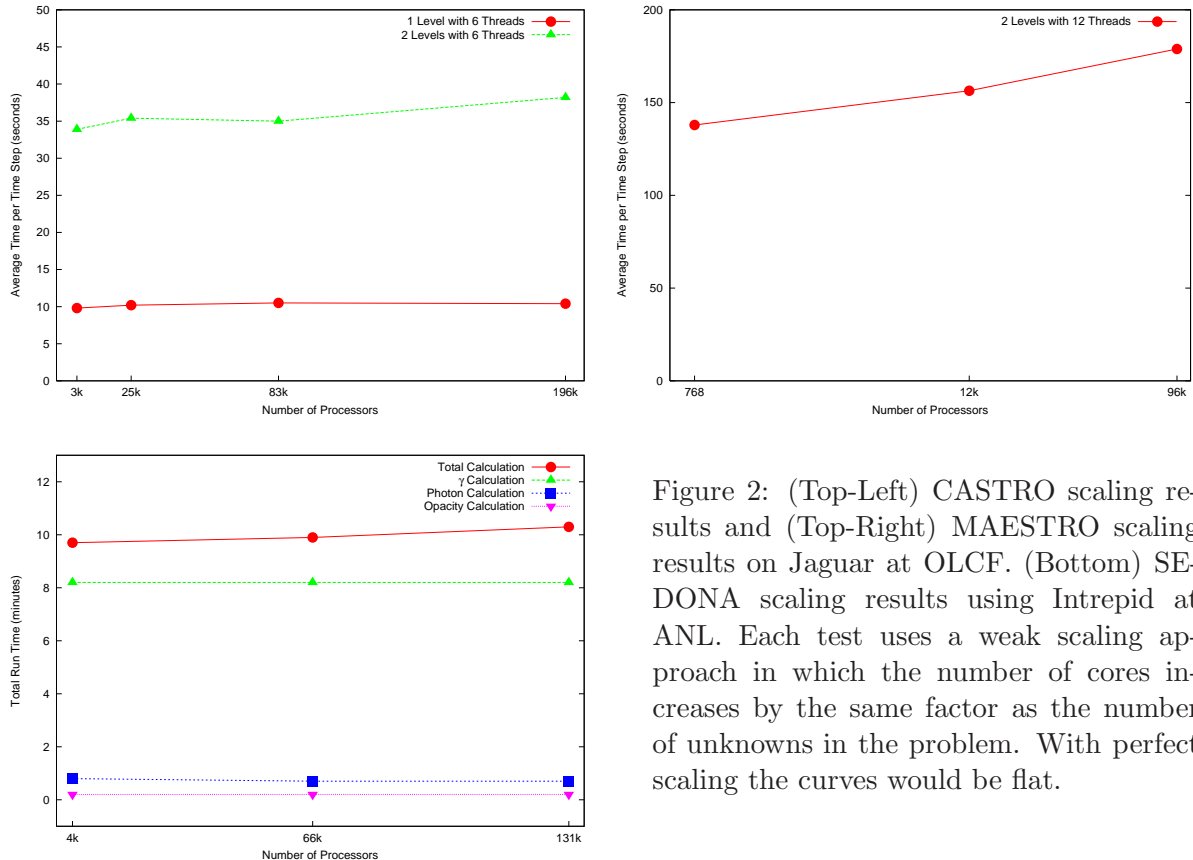 50
45
40
35
30
25
20
15
10
5
0
Average Time per Time Step (seconds)
1 Level with 6 Threads
2 Levels with 6 Threads
3k 25k 83k 196k
Number of Processors
200
150
100
50
0
Average Time per Time Step (seconds)
2 Levels with 12 Threads
768 12k 96k
Number of Processors
12
10
8
6
4
2
0
Total Run Time (minutes)
Total Calculation
γ Calculation
Photon Calculation
Opacity Calculation
4k 66k 131k
Number of Processors
Figure 2: (Top-Left) CASTRO scaling re-
sults and (Top-Right) MAESTRO scaling
results on Jaguar at OLCF. (Bottom) SE-
DONA scaling results using Intrepid at
ANL. Each test uses a weak scaling ap-
proach in which the number of cores in-
creases by the same factor as the number
of unknowns in the problem. With perfect
scaling the curves would be flat.